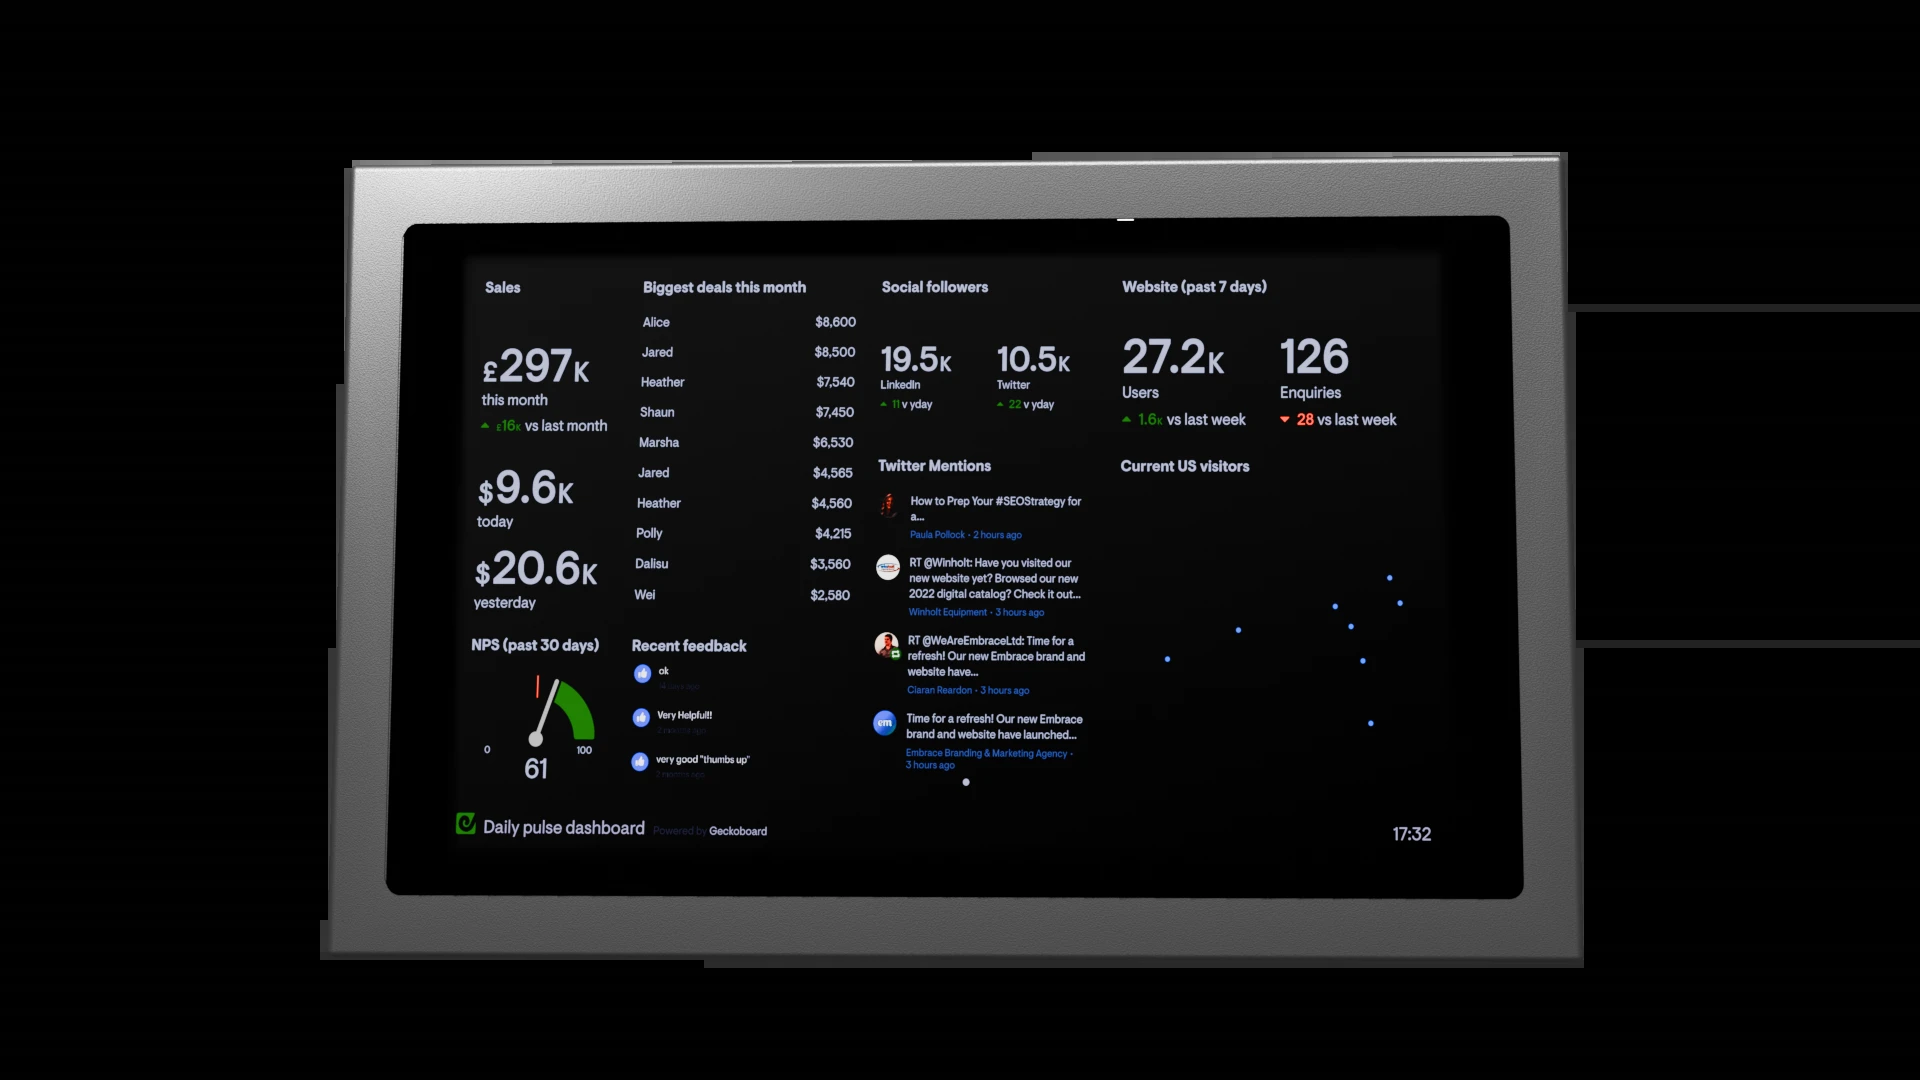 Sales
£297K
this month
£16K vs last month
$9.6K
today
$20.6K
yesterday
NPS (past 30 days)
0
100
61
Biggest deals this month
Alice $8,600
Jared $8,500
Heather $7,540
Shaun $7,450
Marsha $6,530
Jared $4,565
Heather $4,560
Polly $4,215
Dalisu $3,560
Wei $2,580
Recent feedback
ok
Very Helpful!!
very good "thumbs up"
Social followers
19.5K
LinkedIn
11 v yday
10.5K
Twitter
22 v yday
Twitter Mentions
How to Prep Your #SEOStrategy for
a...
Paula Pollock • 2 hours ago
RT @Winholt: Have you visited our
new website yet? Browsed our new
2022 digital catalog? Check it out...
Winholt Equipment • 3 hours ago
RT @WeAreEmbraceLtd: Time for a
refresh! Our new Embrace brand and
website have...
Ciaran Reardon • 3 hours ago
em
Time for a refresh! Our new Embrace
brand and website have launched...
Embrace Branding & Marketing Agency •
3 hours ago
Website (past 7 days)
27.2K
Users
1.6K vs last week
126
Enquiries
28 vs last week
Current US visitors
Daily pulse dashboard Powered by Geckoboard
17:32